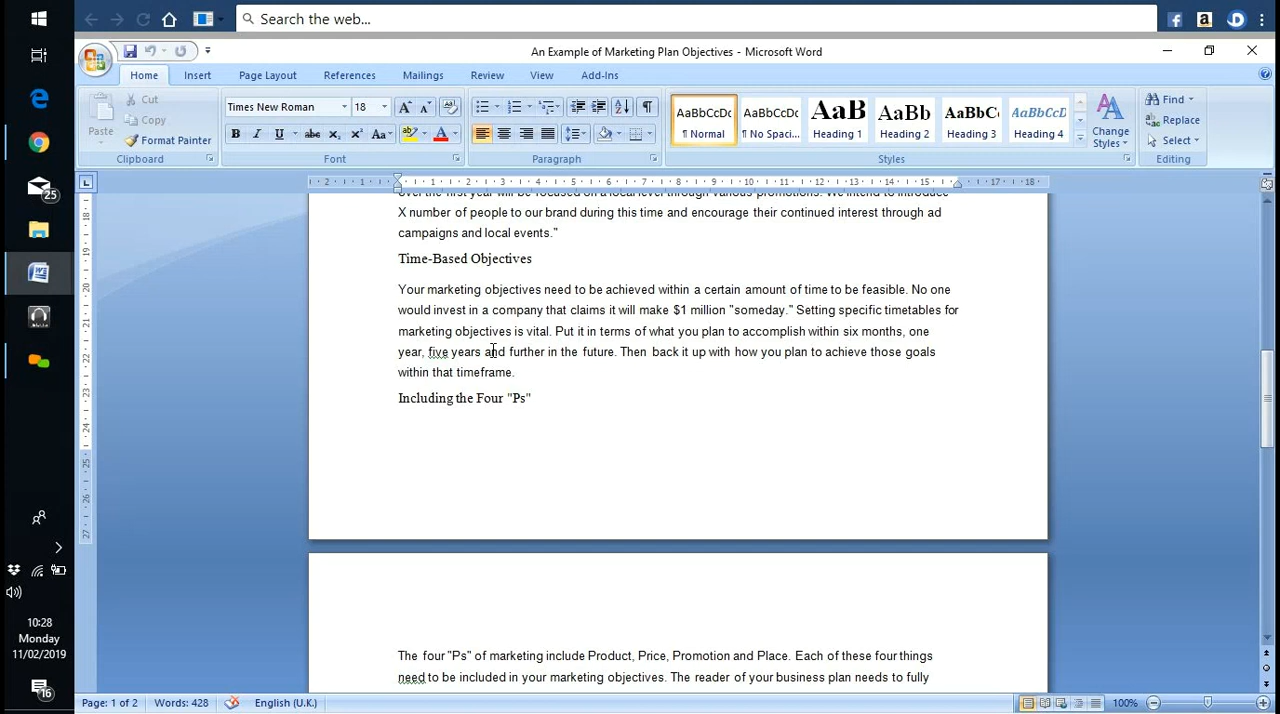 Search the web...
An Example of Marketing Plan Objectives - Microsoft Word
Home Insert Page Layout References Mailings Review View Add-Ins
Paste
Cut
Copy
Format Painter
Clipboard
Times New Roman 18
Font
Paragraph
AaBbCcDc AaBbCcDc AaB AaBb AaBbC AaBbCcD
¶ Normal ¶ No Spaci... Heading 1 Heading 2 Heading 3 Heading 4
Change Styles
Styles
Find
Replace
Select
Editing
over the first year will be focused on a local level through various promotions. We intend to introduce
X number of people to our brand during this time and encourage their continued interest through ad
campaigns and local events."
Time-Based Objectives
Your marketing objectives need to be achieved within a certain amount of time to be feasible. No one
would invest in a company that claims it will make $1 million "someday." Setting specific timetables for
marketing objectives is vital. Put it in terms of what you plan to accomplish within six months, one
year, five years and further in the future. Then back it up with how you plan to achieve those goals
within that timeframe.
Including the Four "Ps"
The four "Ps" of marketing include Product, Price, Promotion and Place. Each of these four things
need to be included in your marketing objectives. The reader of your business plan needs to fully
25
10:28
Monday
11/02/2019
16
Page: 1 of 2 Words: 428 English (U.K.) 100%